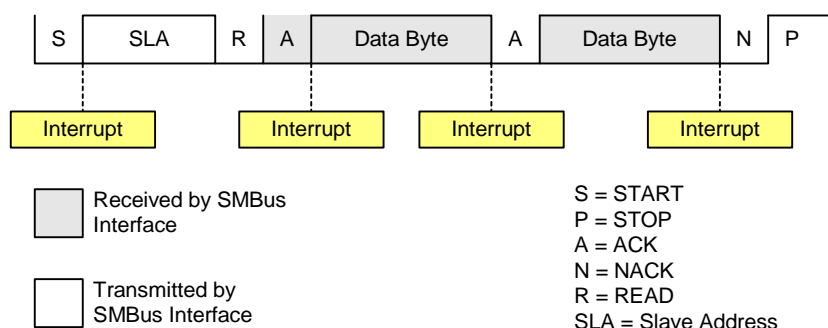 S SLA R A Data Byte A Data Byte N P
Interrupt Interrupt Interrupt Interrupt
Received by SMBus
Interface
Transmitted by
SMBus Interface
S = START
P = STOP
A = ACK
N = NACK
R = READ
SLA = Slave Address